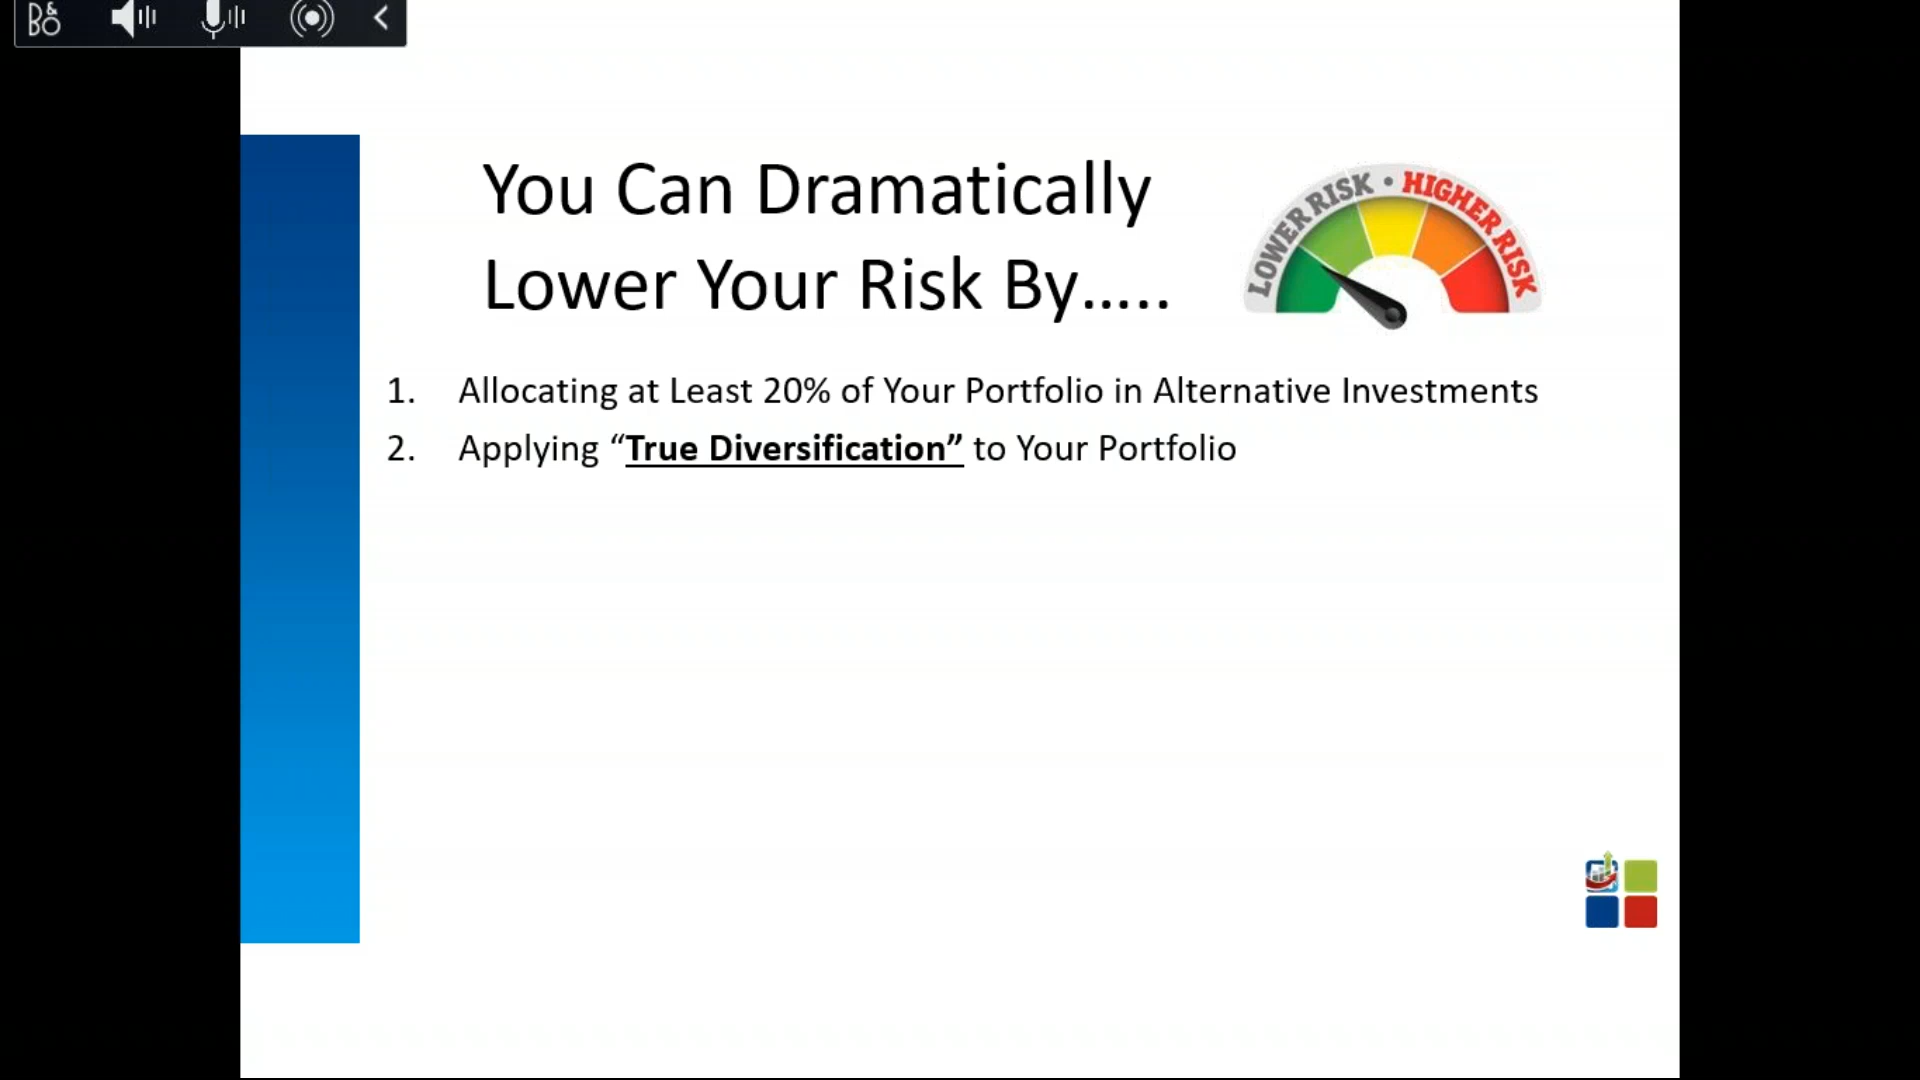 B&O
You Can Dramatically
Lower Your Risk By.....
LOWER RISK • HIGHER RISK
1. Allocating at Least 20% of Your Portfolio in Alternative Investments
2. Applying “True Diversification” to Your Portfolio